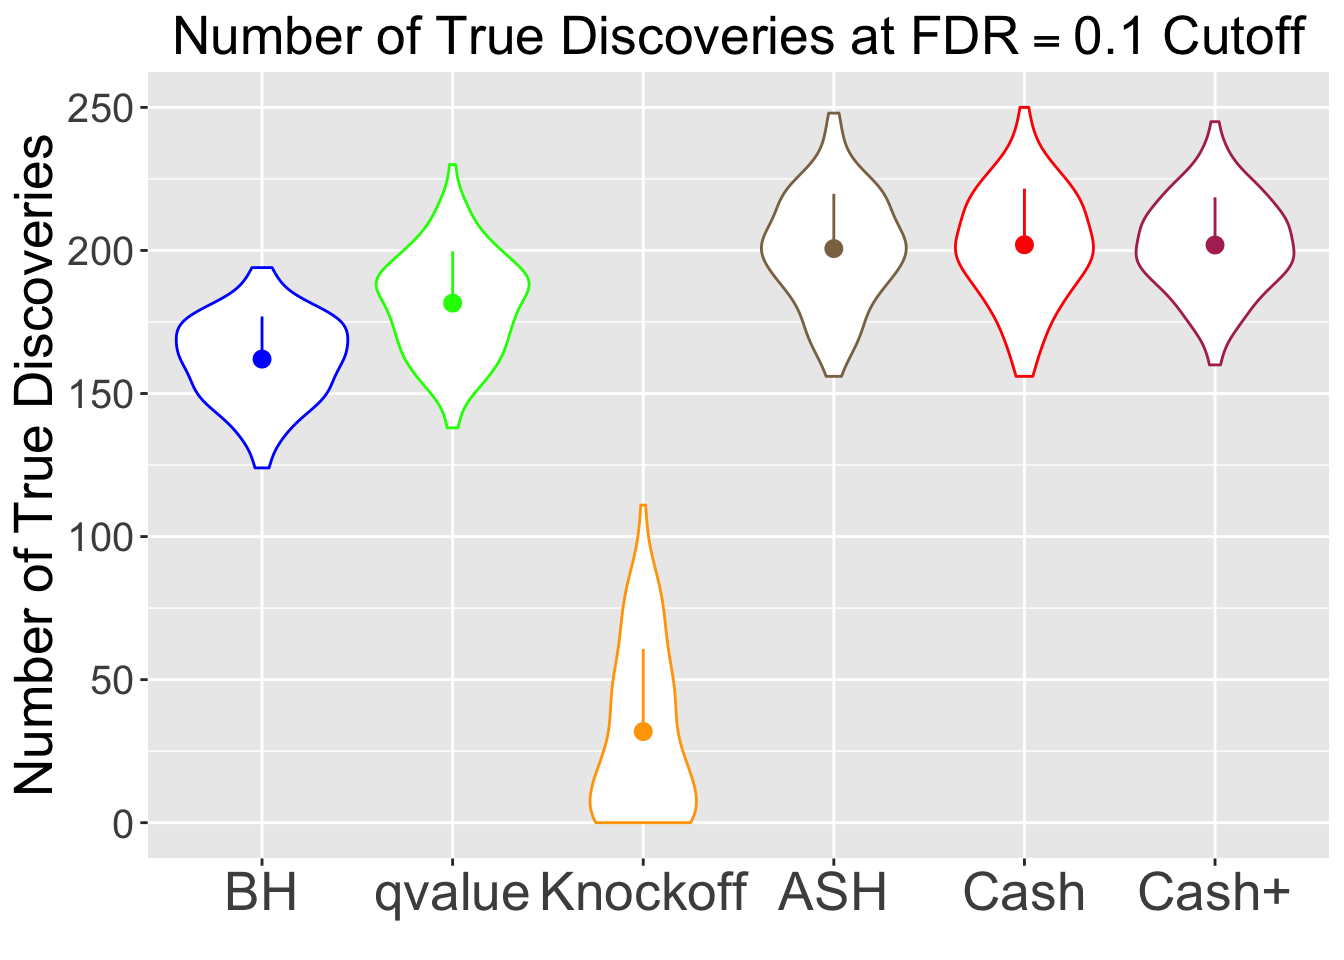 Number of True Discoveries at FDR = 0.1 Cutoff
Number of True Discoveries
250
200
150
100
50
0
BH qvalue Knockoff ASH Cash Cash+